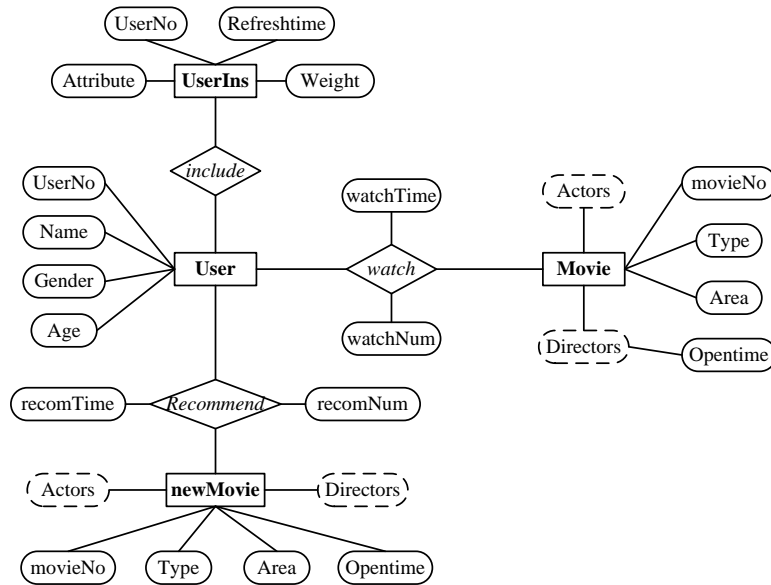 UserNo
Refreshtime
Attribute
UserIns
Weight
include
UserNo
Name
Gender
Age
User
watchTime
watch
watchNum
Actors
movieNo
Type
Movie
Area
Directors
Opentime
recomTime
Recommend
recomNum
Actors
newMovie
Directors
movieNo
Type
Area
Opentime